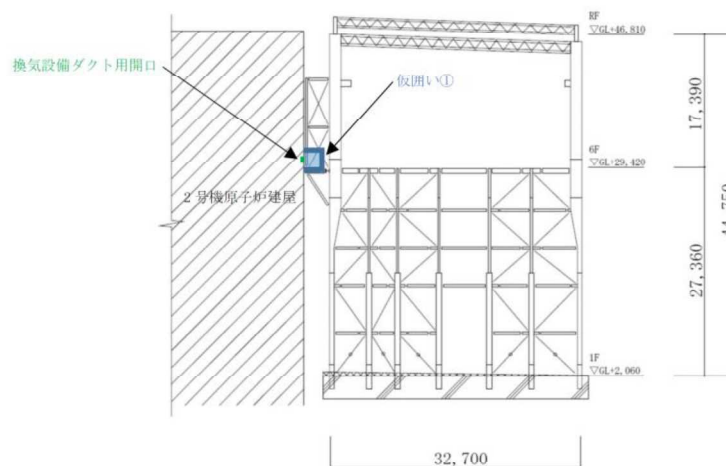 RF
▽GL+46,810
換気設備ダクト用開口
仮囲い①
17,390
6F
▽GL+29,420
2号機原子炉建屋
44,750
27,360
1F
▽GL+2,060
32,700